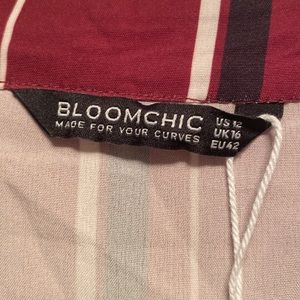 BLOOMCHIC
MADE FOR YOUR CURVES
US 12
UK16
EU42